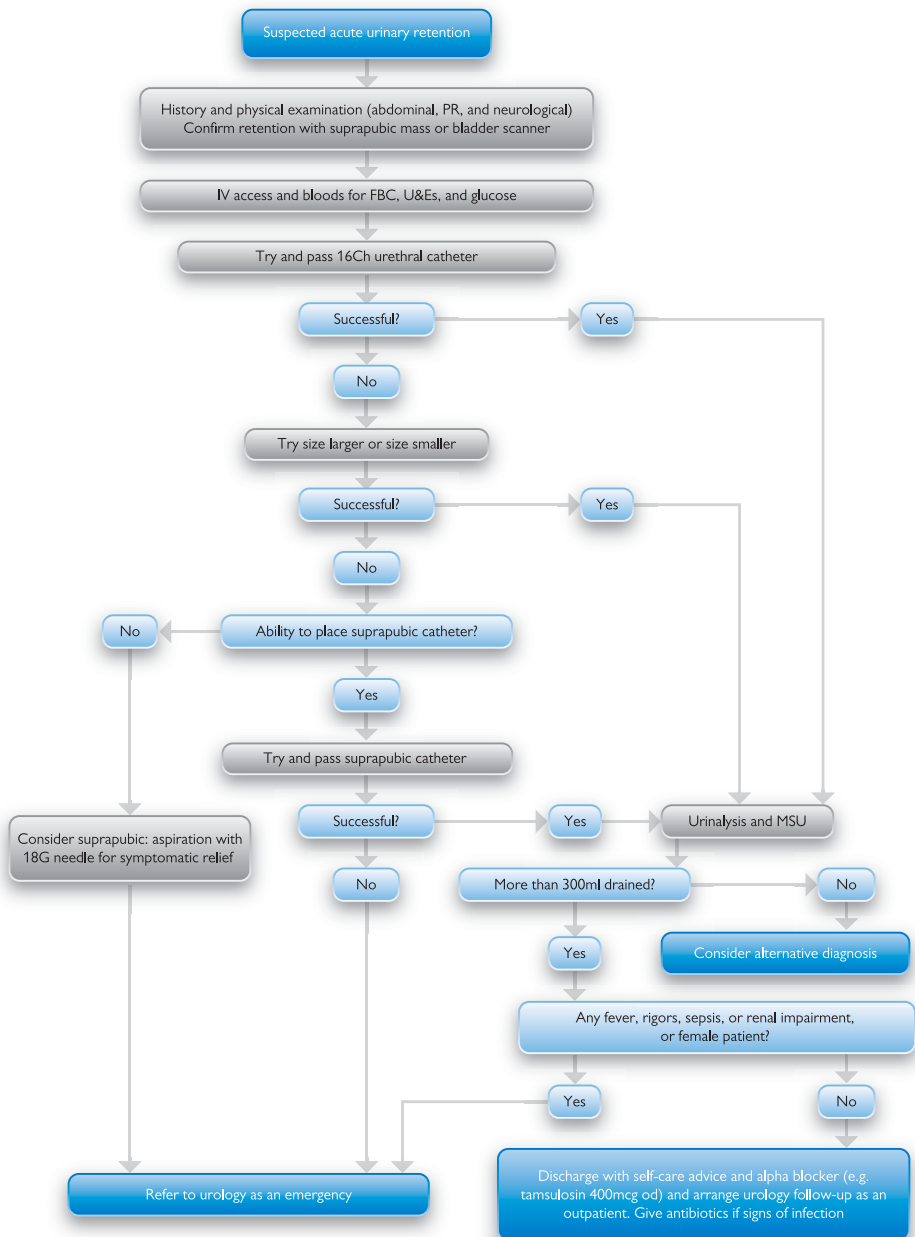 Suspected acute urinary retention
History and physical examination (abdominal, PR, and neurological)
Confirm retention with suprapubic mass or bladder scanner
IV access and bloods for FBC, U&Es, and glucose
Try and pass 16Ch urethral catheter
Successful?
Yes
No
Try size larger or size smaller
Successful?
Yes
No
No
Ability to place suprapubic catheter?
Yes
Try and pass suprapubic catheter
Consider suprapubic: aspiration with
18G needle for symptomatic relief
Successful?
Yes
Urinalysis and MSU
No
More than 300ml drained?
No
Yes
Consider alternative diagnosis
Any fever, rigors, sepsis, or renal impairment,
or female patient?
Yes
No
Refer to urology as an emergency
Discharge with self-care advice and alpha blocker (e.g.
tamsulosin 400mcg od) and arrange urology follow-up as an
outpatient. Give antibiotics if signs of infection